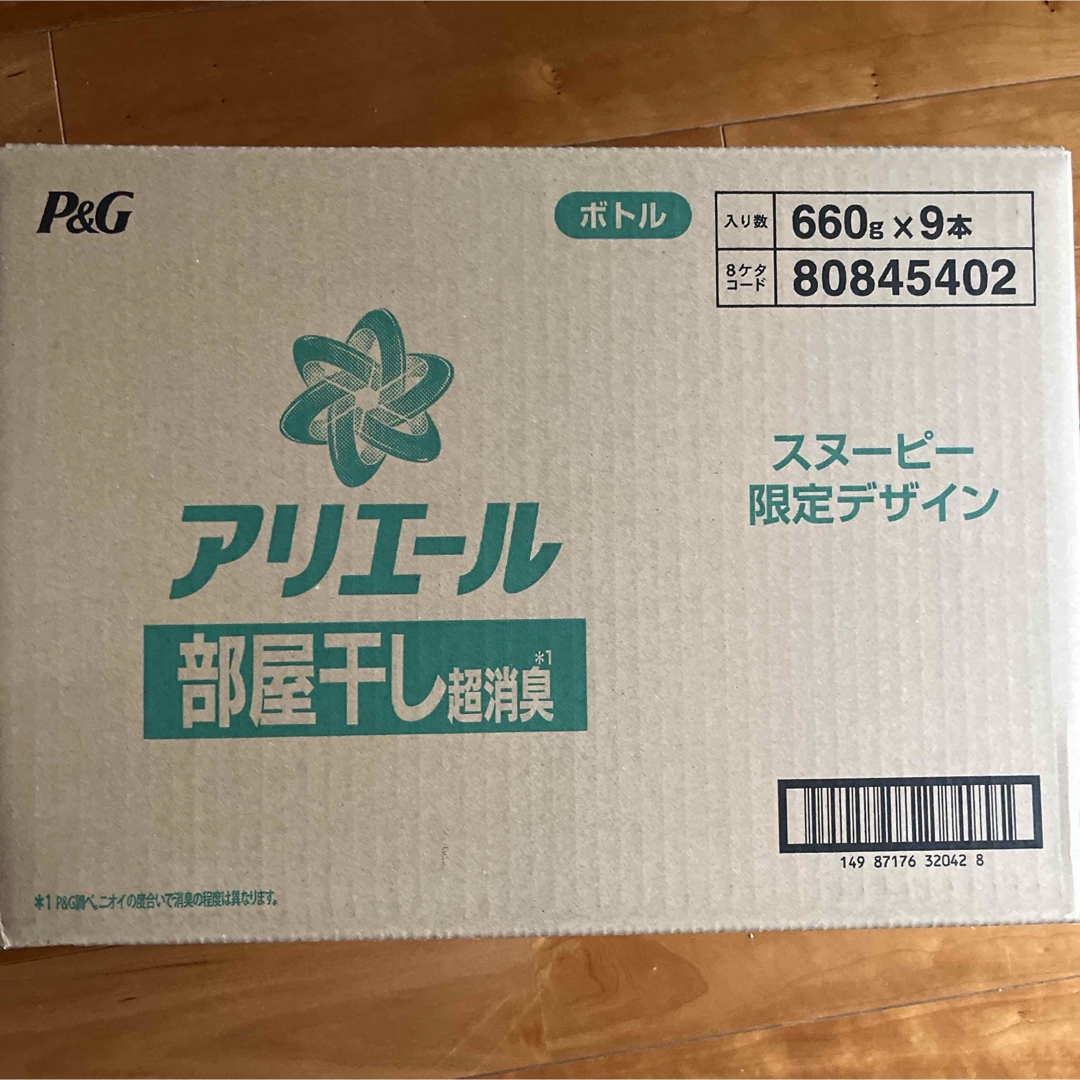 P&G
ボトル
入り数 660g×9本
8ケタ
コード 80845402
アリエール
部屋干し超消臭*1
スヌーピー
限定デザイン
149 87176 32042 8
*1 P&G調べ。ニオイの度合いで消臭の程度は異なります。